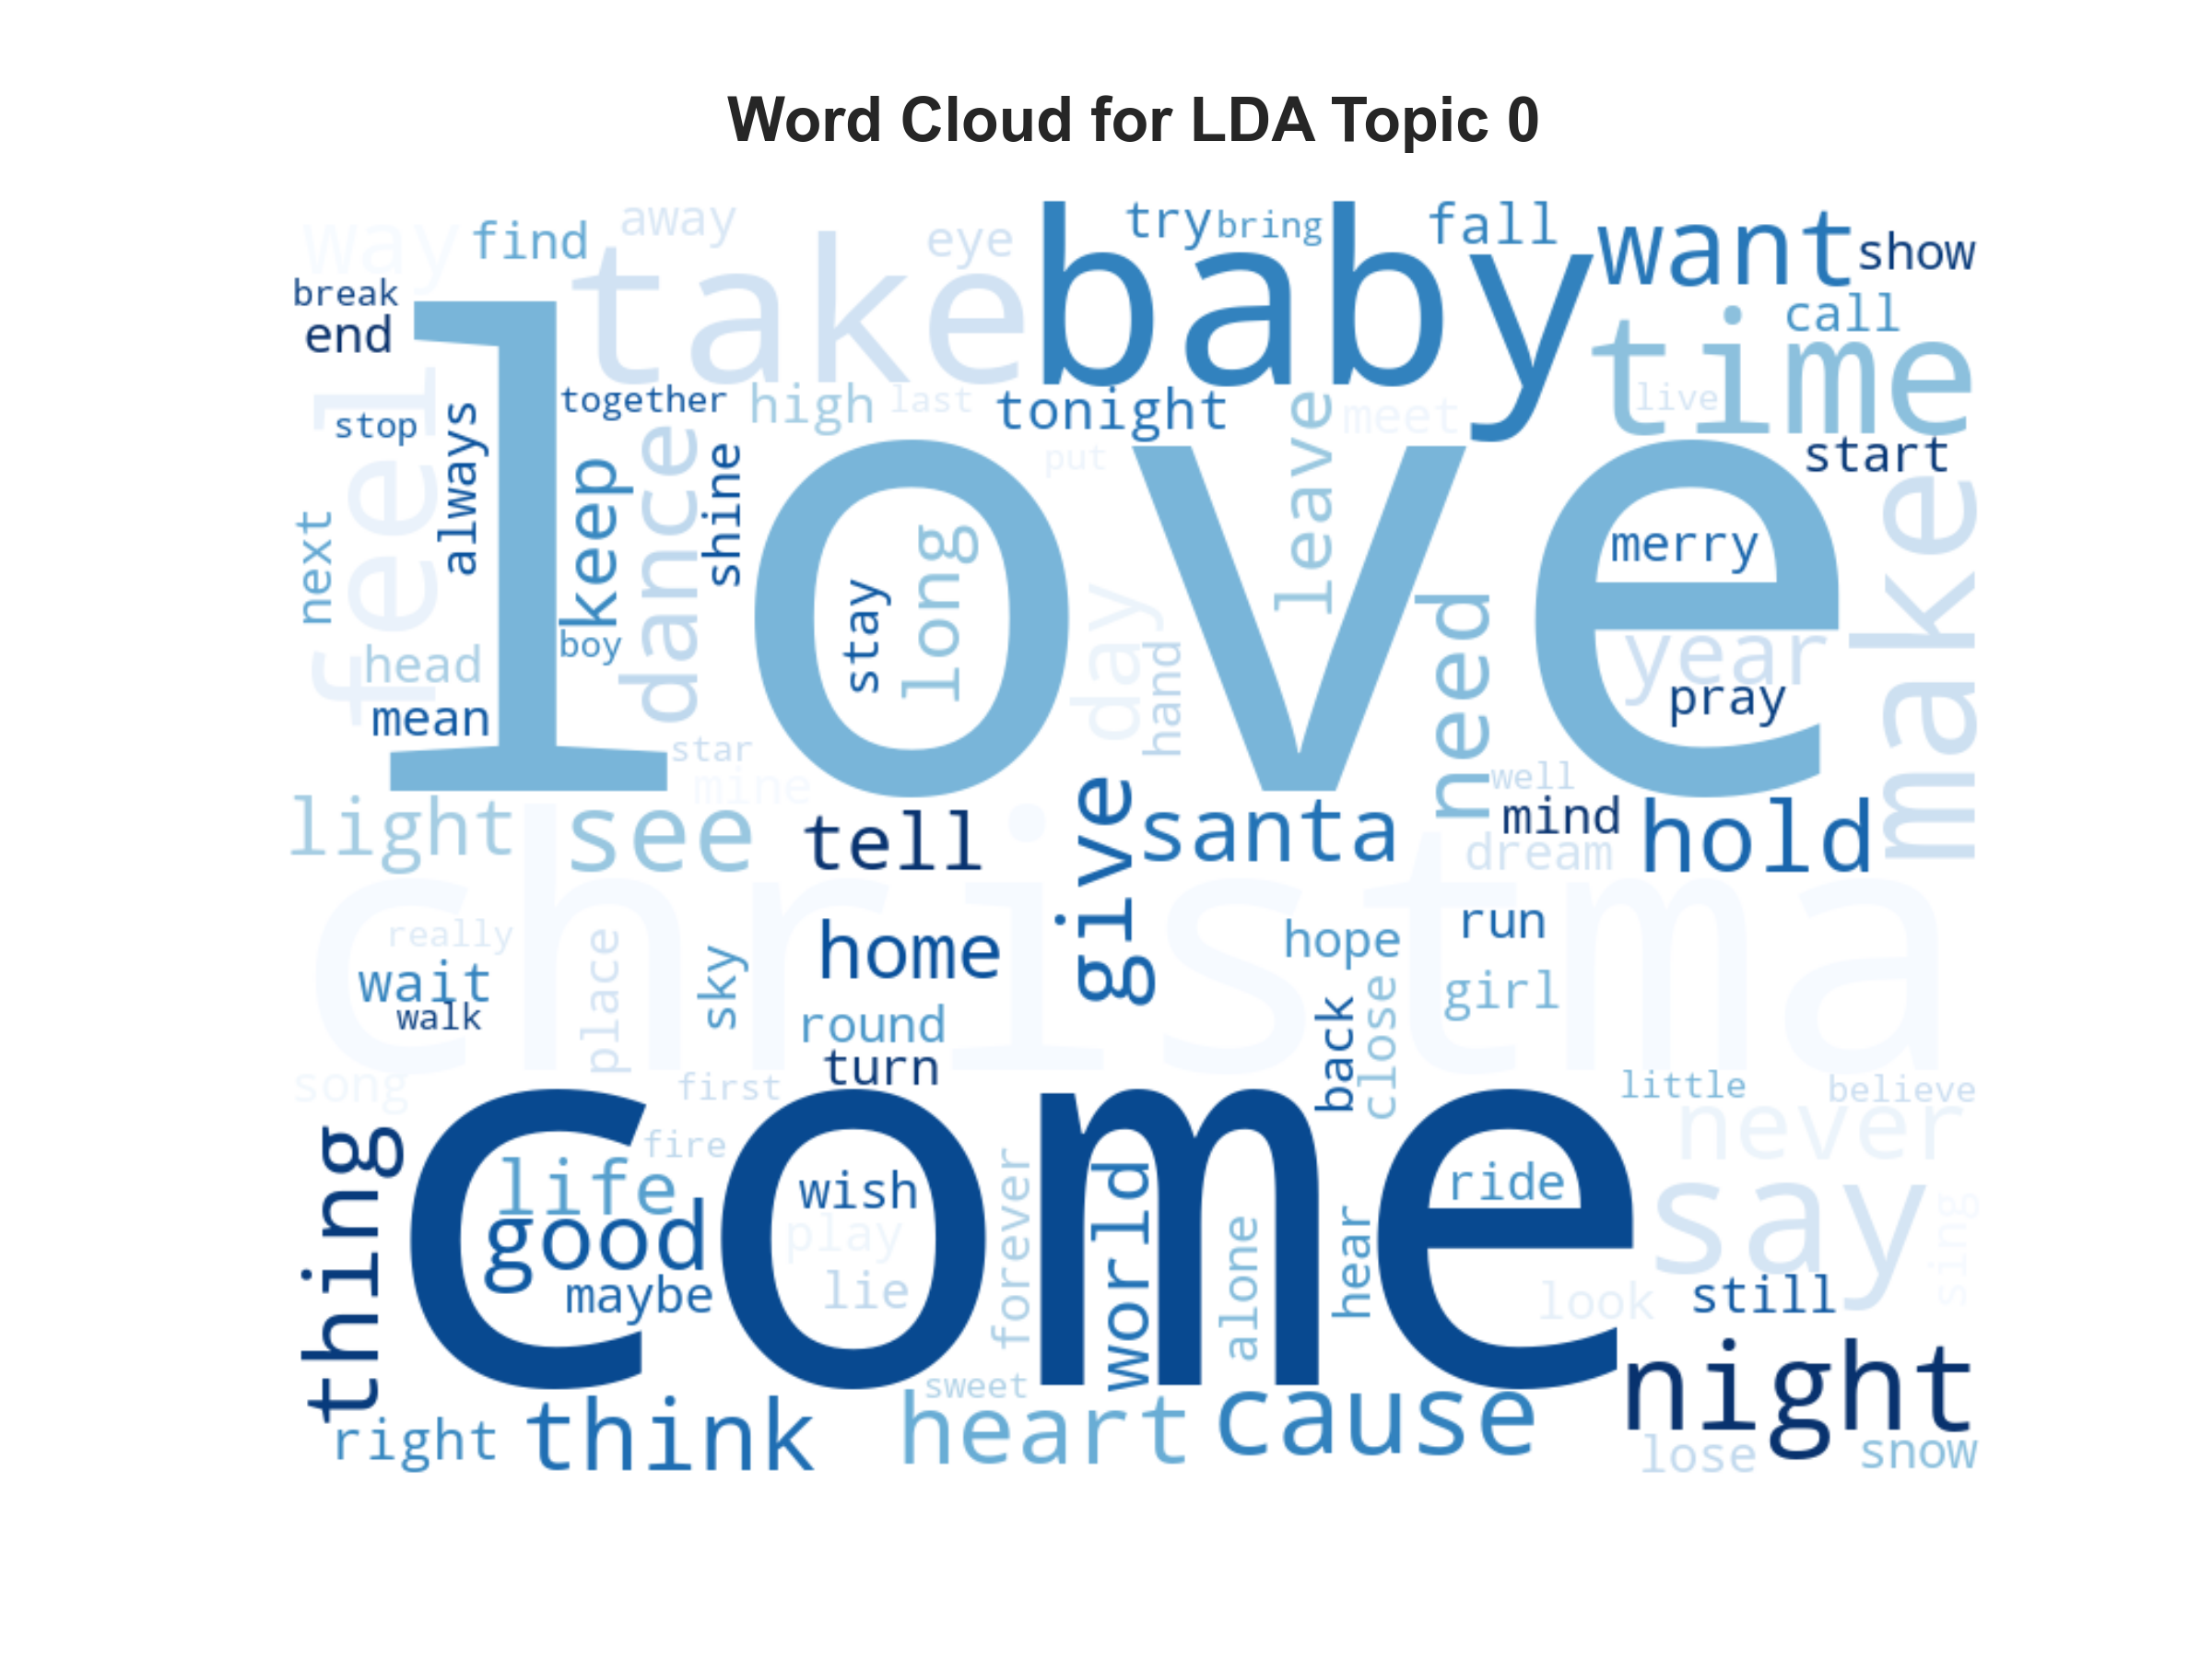 Word Cloud for LDA Topic 0
way find away take eye baby try bring fall want show
break end call time
feel stop always together high last tonight leave meet live
love put start
next keep dance shine stay long merry make
boy head day hand need year
mean pray
star mine well
light see tell give santa mind dream hold
christma
really home hope run
wait walk place sky round back close girl
turn
song first little believe
come never
thing fire life wish forever world ride say
good play alone hear sing
maybe lie look still
sweet night
right think heart cause lose snow